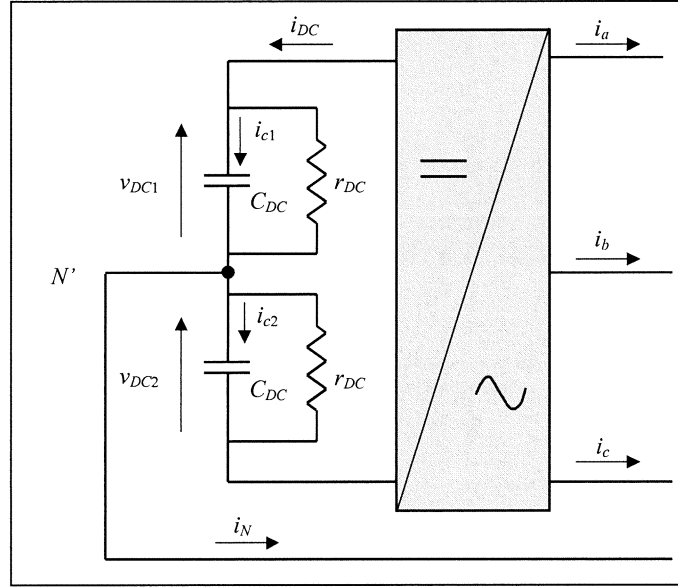 i_DC
i_a
i_c1
v_DC1
C_DC
r_DC
N'
i_b
i_c2
v_DC2
C_DC
r_DC
i_c
i_N